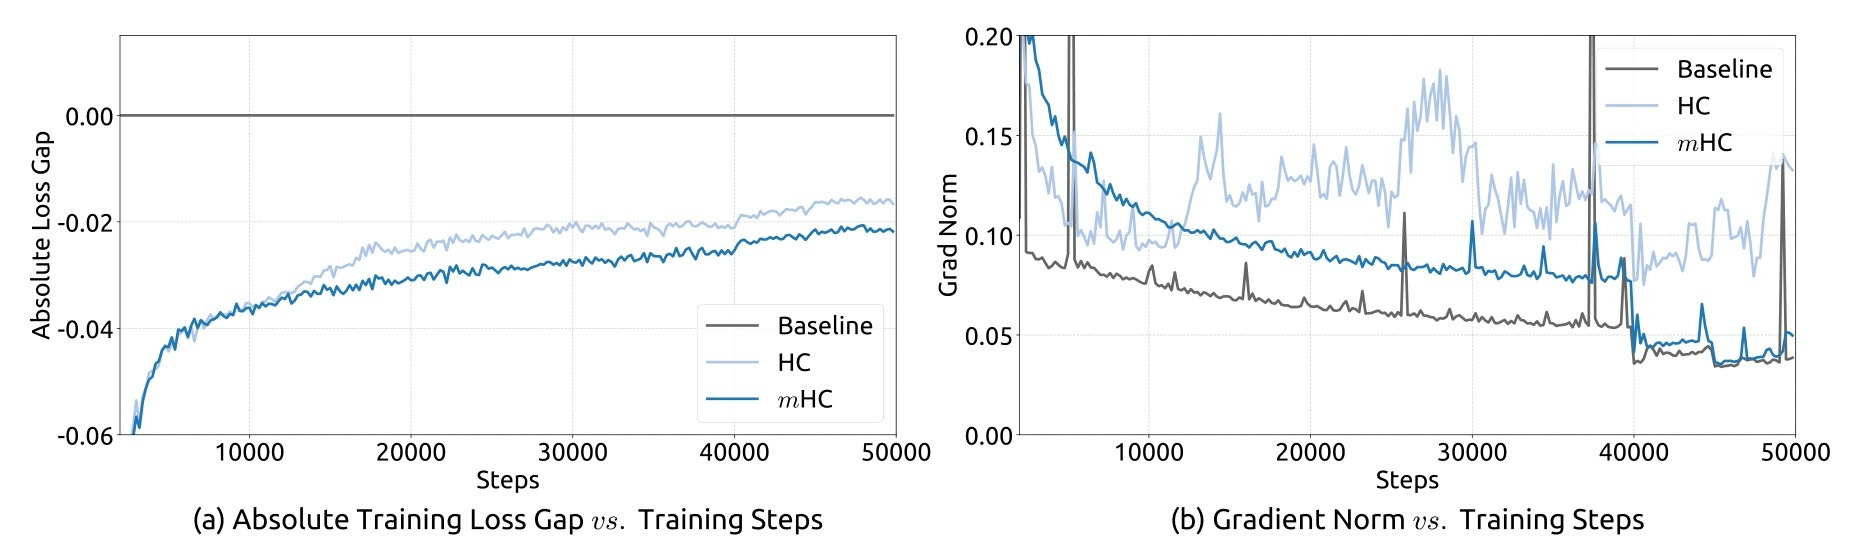 0.00
-0.02
-0.04
-0.06
Absolute Loss Gap
Baseline
HC
mHC
10000 20000 30000 40000 50000
Steps
(a) Absolute Training Loss Gap vs. Training Steps
0.20
0.15
0.10
0.05
0.00
Grad Norm
Baseline
HC
mHC
10000 20000 30000 40000 50000
Steps
(b) Gradient Norm vs. Training Steps